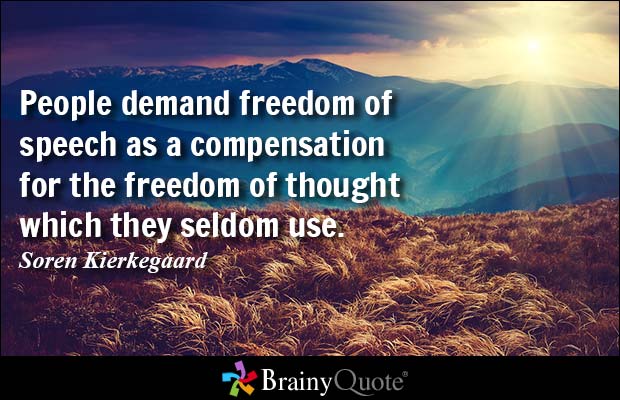 People demand freedom of
speech as a compensation
for the freedom of thought
which they seldom use.
Soren Kierkegaard
BrainyQuote®